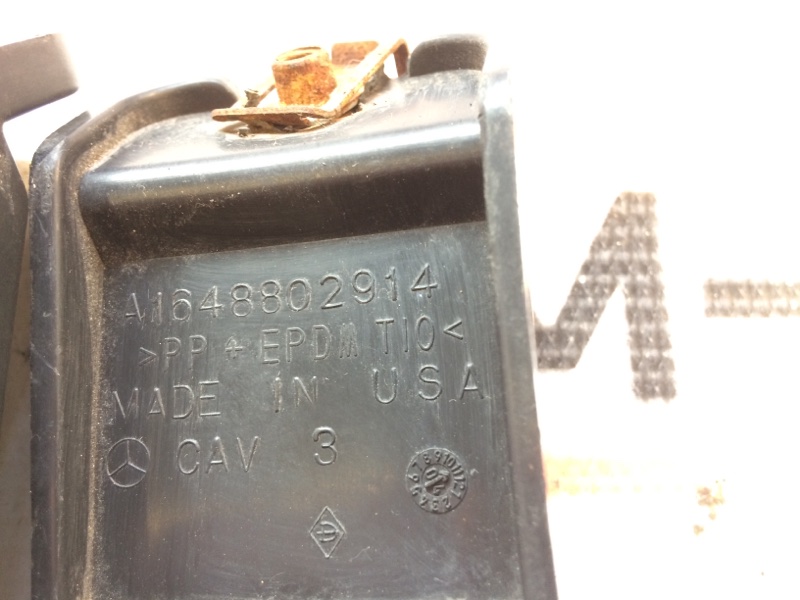 A1648802914
>PP + EPDM T10<
MADE IN USA
CAV 3